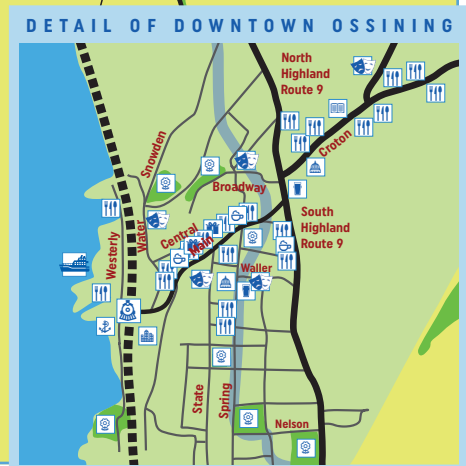 DETAIL OF DOWNTOWN OSSINING
North
Highland
Route 9
Snowden
Croton
Broadway
South
Highland
Route 9
Water
Central
Main
Westerly
Waller
State
Spring
Nelson